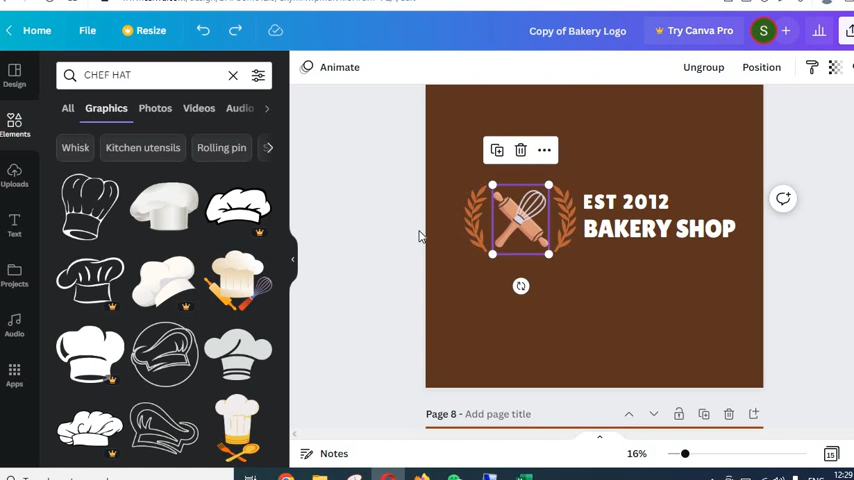 Home
File
Resize
Copy of Bakery Logo
Try Canva Pro
S
Design
Elements
Uploads
Text
Projects
Audio
Apps
CHEF HAT
All
Graphics
Photos
Videos
Audio
Whisk
Kitchen utensils
Rolling pin
Animate
Ungroup
Position
EST 2012
BAKERY SHOP
Page 8 - Add page title
Notes
16%
15
12:29